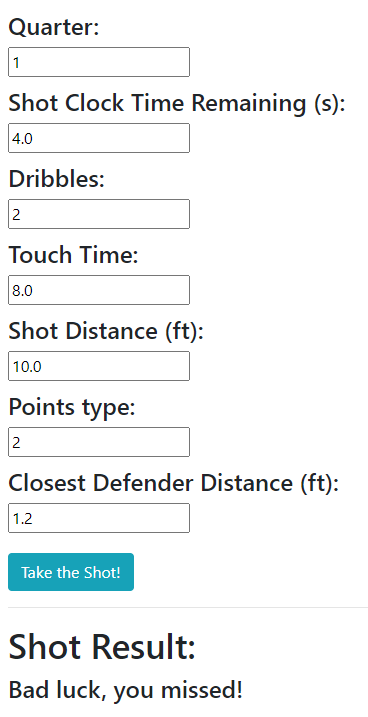 Quarter:
1
Shot Clock Time Remaining (s):
4.0
Dribbles:
2
Touch Time:
8.0
Shot Distance (ft):
10.0
Points type:
2
Closest Defender Distance (ft):
1.2
Take the Shot!
Shot Result:
Bad luck, you missed!